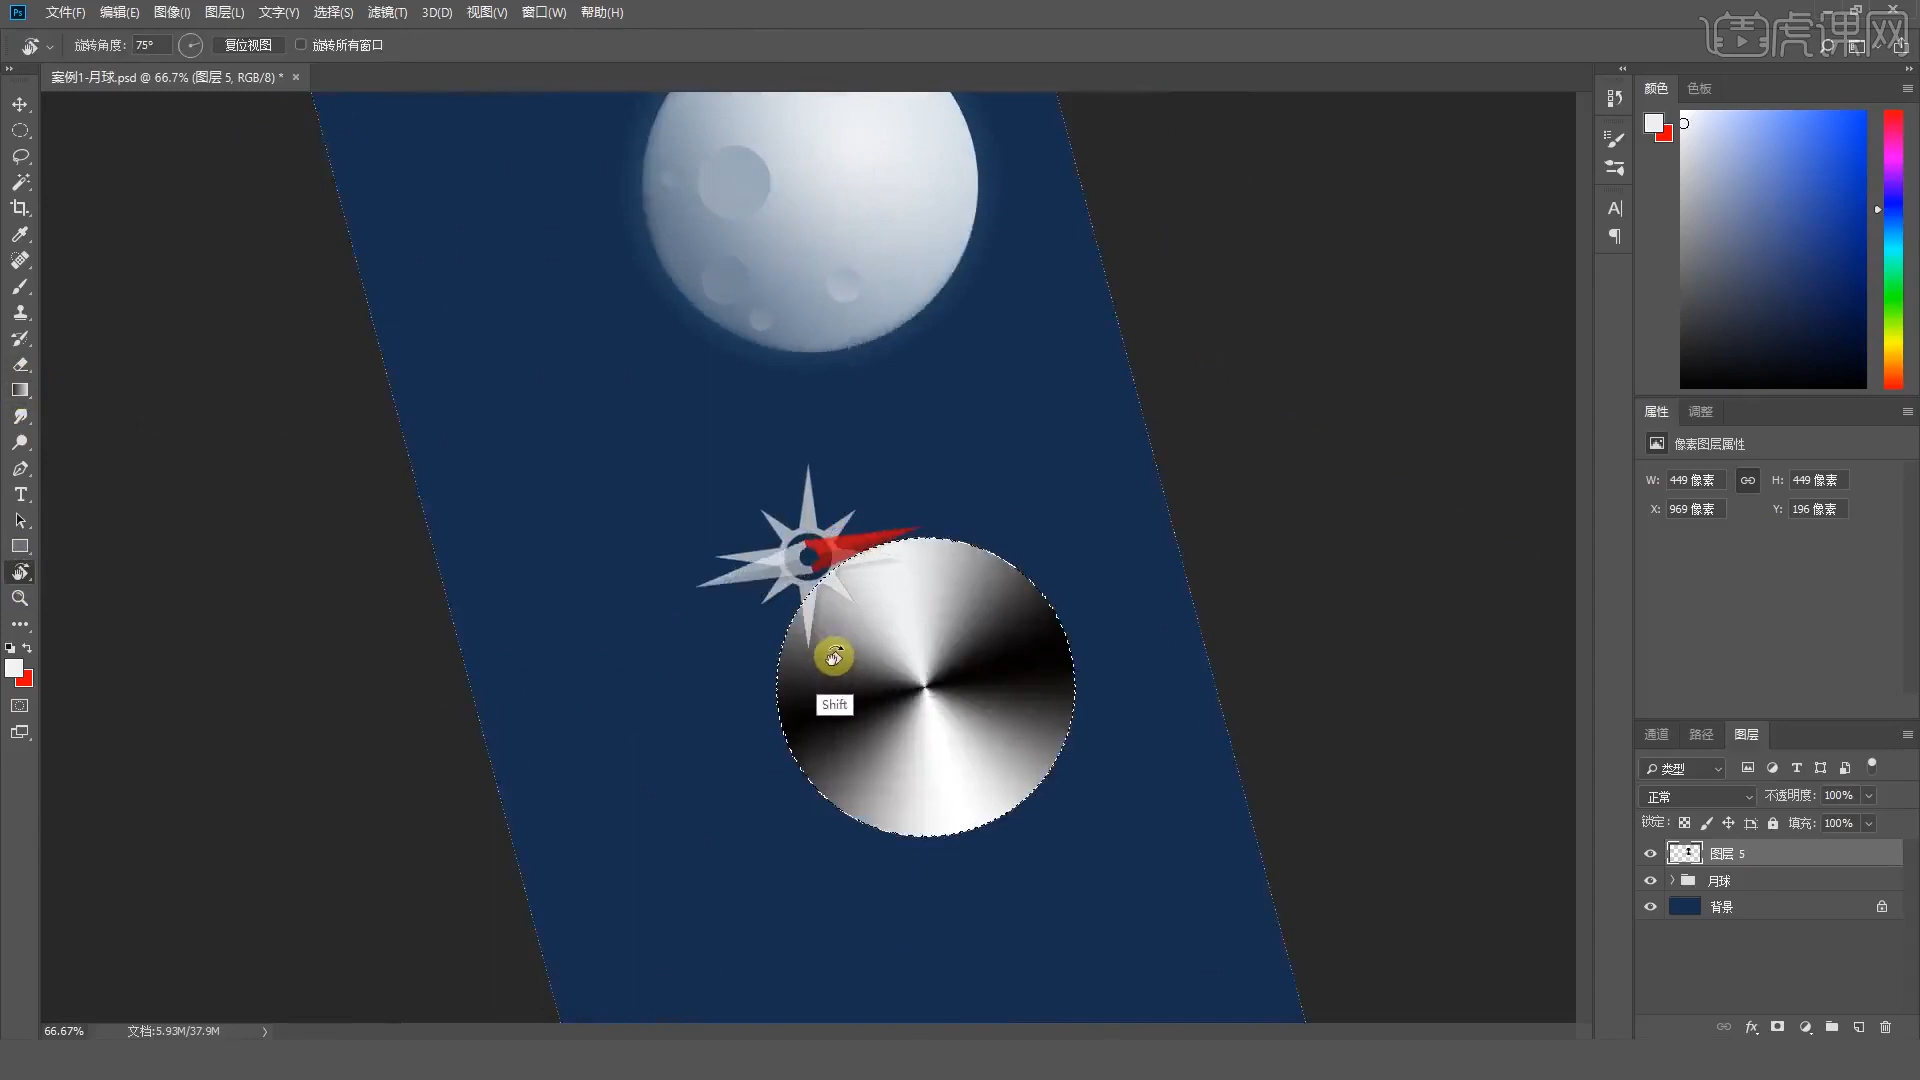 Ps 文件(F) 编辑(E) 图像(I) 图层(L) 文字(Y) 选择(S) 滤镜(T) 3D(D) 视图(V) 窗口(W) 帮助(H)
虎课网
旋转角度: 75° 复位视图 旋转所有窗口
案例1-月球.psd @ 66.7% (图层 5, RGB/8) * ×
颜色 色板
属性 调整
像素图层属性
W: 449 像素 H: 449 像素
X: 969 像素 Y: 196 像素
Shift
通道 路径 图层
类型
正常 不透明度: 100%
锁定: 填充: 100%
图层 5
月球
背景
66.67% 文档:5.93M/37.9M
fx